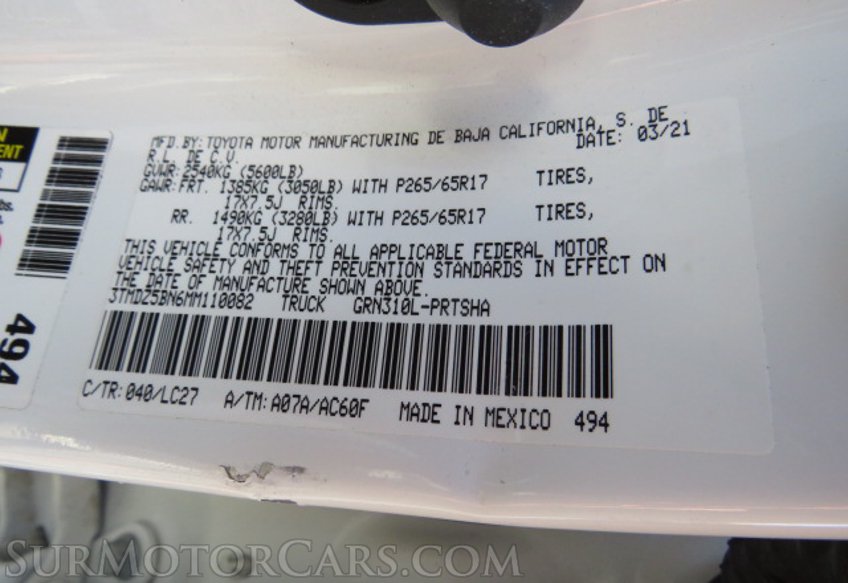 MFD.BY: TOYOTA MOTOR MANUFACTURING DE BAJA CALIFORNIA, S. DE
R.L. DE C.V. DATE: 03/21
GVWR: 2540KG (5600LB)
GAWR: FRT. 1385KG (3050LB) WITH P265/65R17 TIRES,
17X7.5J RIMS.
RR. 1490KG (3280LB) WITH P265/65R17 TIRES,
17X7.5J RIMS.
THIS VEHICLE CONFORMS TO ALL APPLICABLE FEDERAL MOTOR
VEHICLE SAFETY AND THEFT PREVENTION STANDARDS IN EFFECT ON
THE DATE OF MANUFACTURE SHOWN ABOVE.
3TMDZ5BN6MM110082 TRUCK GRN310L-PRTSHA
C/TR: 040/LC27 A/TM: A07A/AC60F MADE IN MEXICO 494
494
SurMotorCars.com